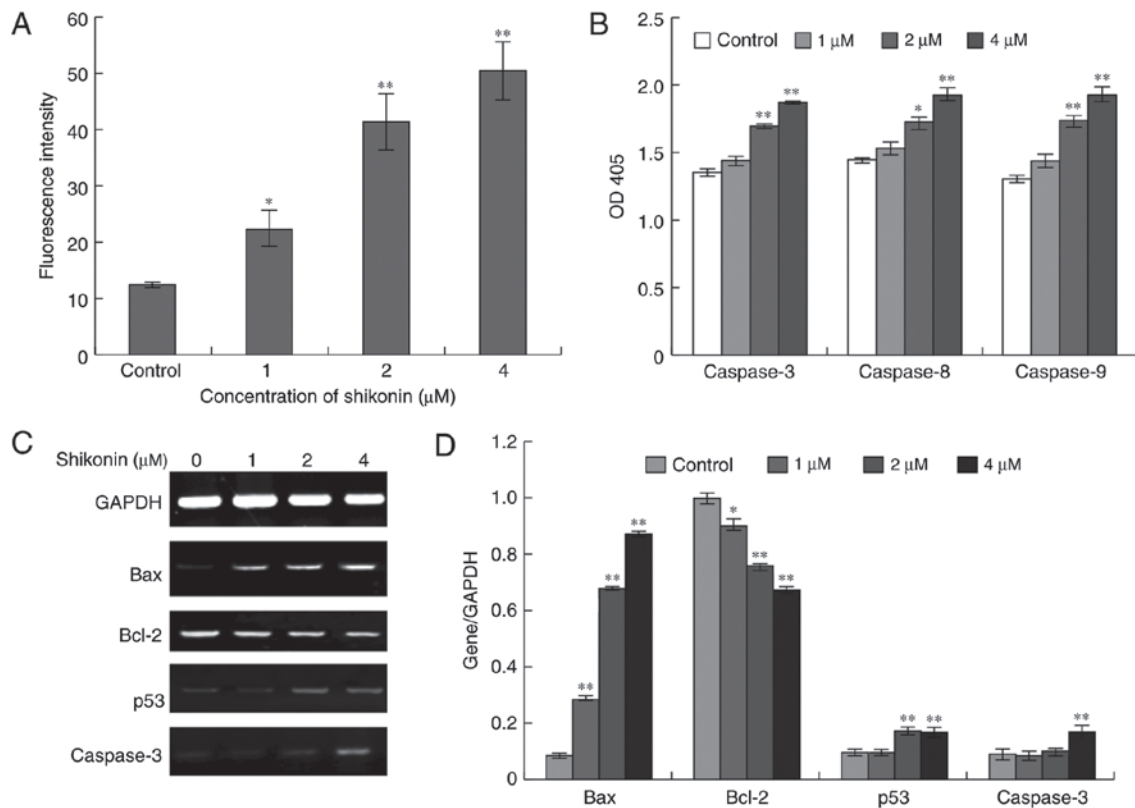 A
Fluorescence intensity
60
50
40
30
20
10
0
*
**
**
Control 1 2 4
Concentration of shikonin (μM)
B
Control 1 μM 2 μM 4 μM
OD 405
2.5
2.0
1.5
1.0
2.5
0
** ** * ** ** **
Caspase-3 Caspase-8 Caspase-9
C
Shikonin (μM) 0 1 2 4
GAPDH
Bax
Bcl-2
p53
Caspase-3
D
Control 1 μM 2 μM 4 μM
Gene/GAPDH
1.2
1.0
0.8
0.6
0.4
0.2
0
** ** ** * ** ** ** ** **
Bax Bcl-2 p53 Caspase-3